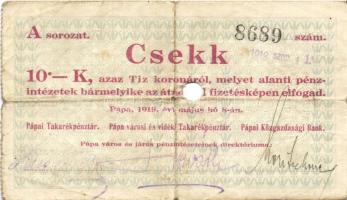 A sorozat. 8689 szám.
Csekk
10·— K, azaz Tiz koronáról, melyet alanti pénz-
intézetek bármelyike az fizetésképen elfogad.
Pápa, 1919. évi május hó 8-án.
Pápai Takarékpénztár. Pápa városi és vidéki Takarékpénztár. Pápai Közgazdasági Bank.
Pápa város és járás pénzintézeteinek direktóriuma: